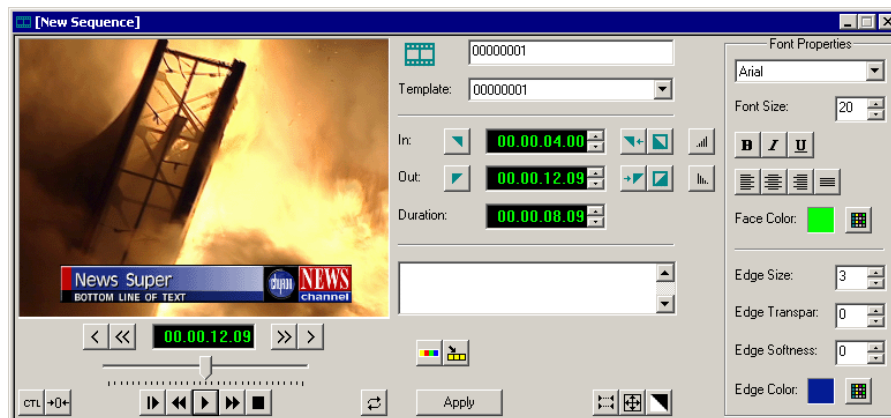 [New Sequence]
00000001
Template: 00000001
In: 00.00.04.00
Out: 00.00.12.09
Duration: 00.00.08.09
News Super
BOTTOM LINE OF TEXT
chyron
NEWS
channel
< << 00.00.12.09 >> >
CTL →0←
Apply
Font Properties
Arial
Font Size: 20
B I U
Face Color:
Edge Size: 3
Edge Transpar: 0
Edge Softness: 0
Edge Color: